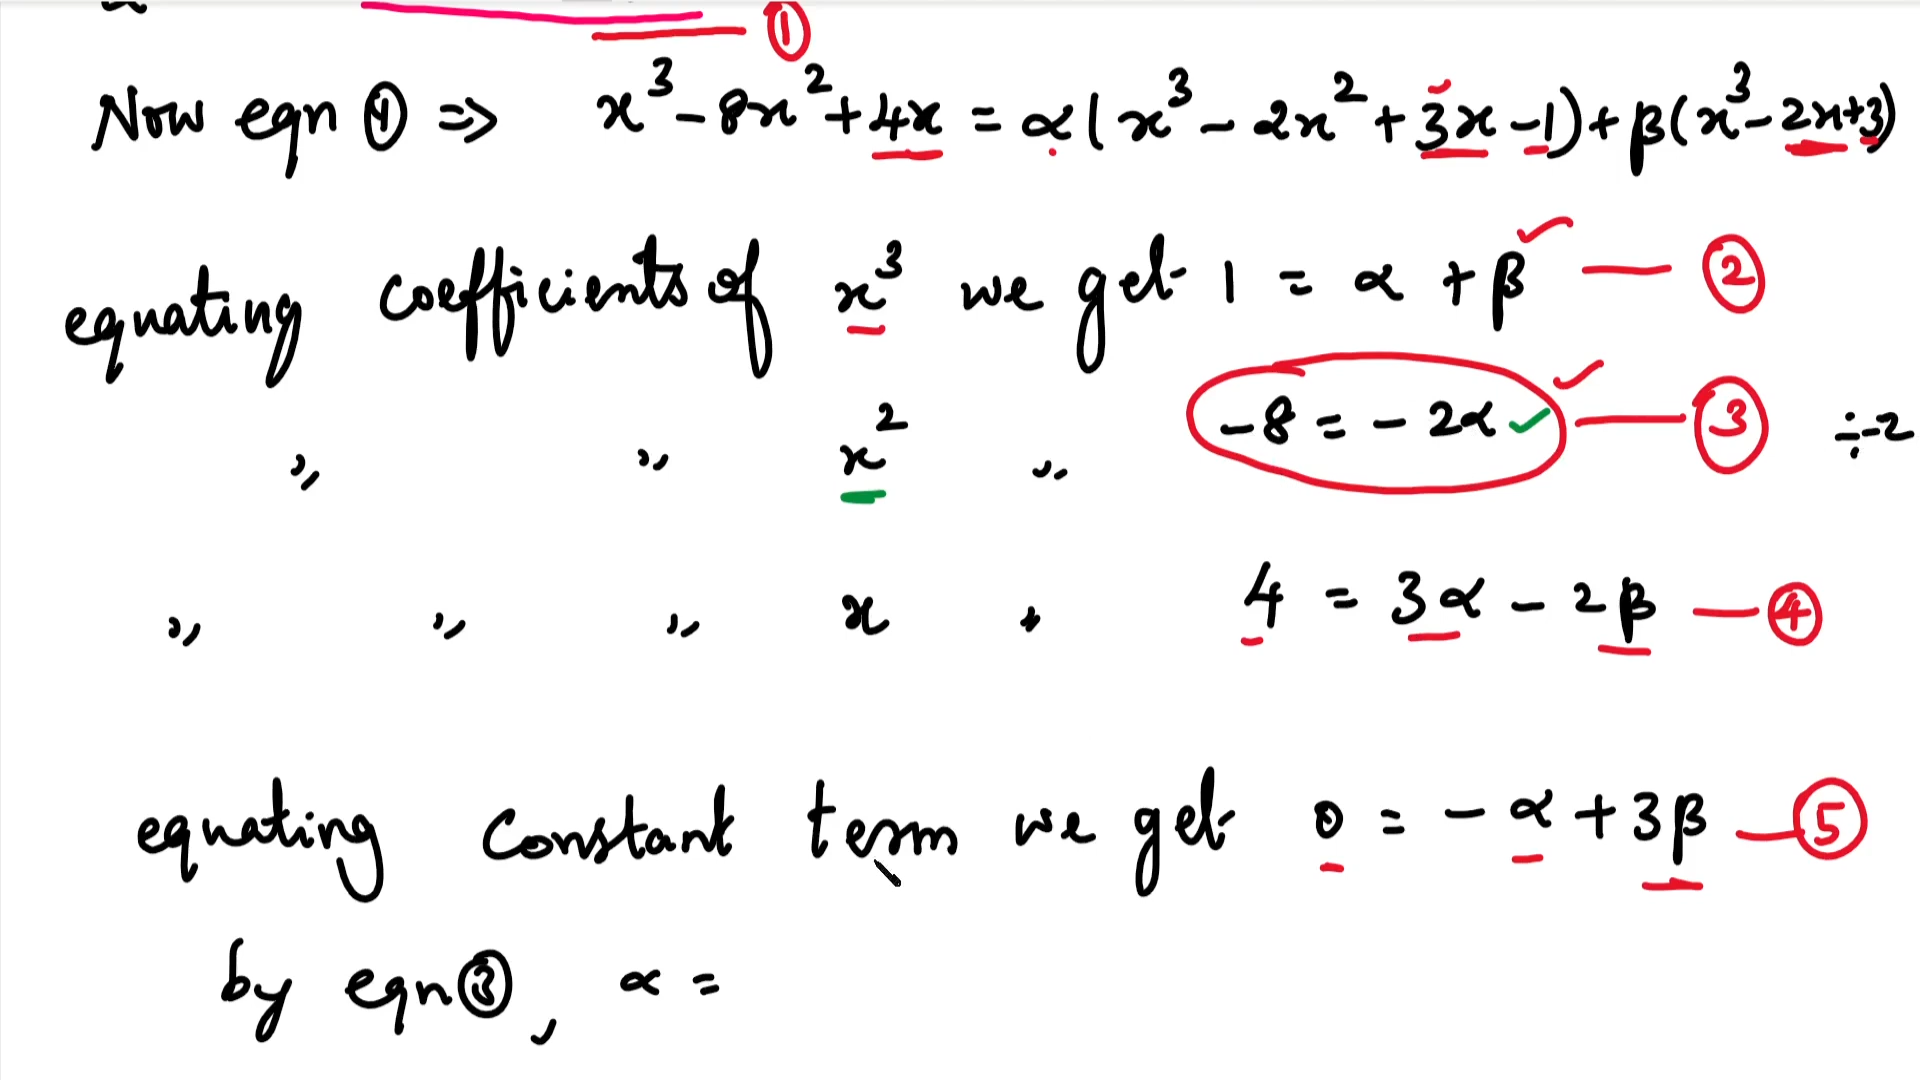 ①
Now eqn ① => x³ - 8x² + 4x = α(x³ - 2x² + 3x - 1) + β(x³ - 2x + 3)
equating coefficients of x³ we get 1 = α + β — ②
” ” x² ” -8 = -2α — ③ ÷-2
” ” ” x ” 4 = 3α - 2β — ④
equating constant term we get 0 = -α + 3β — ⑤
by eqn ③, α =